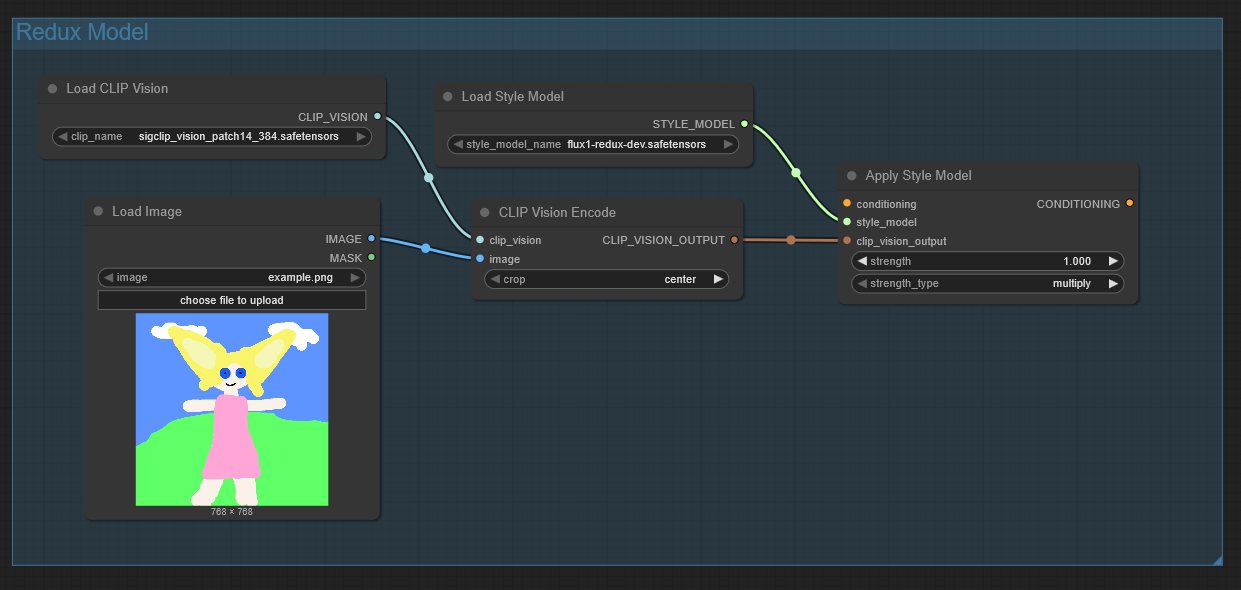 Redux Model
Load CLIP Vision
CLIP_VISION
clip_name sigclip_vision_patch14_384.safetensors
Load Style Model
STYLE_MODEL
style_model_name flux1-redux-dev.safetensors
Load Image
IMAGE
MASK
image example.png
choose file to upload
768 × 768
CLIP Vision Encode
clip_vision CLIP_VISION_OUTPUT
image
crop center
Apply Style Model
conditioning CONDITIONING
style_model
clip_vision_output
strength 1.000
strength_type multiply